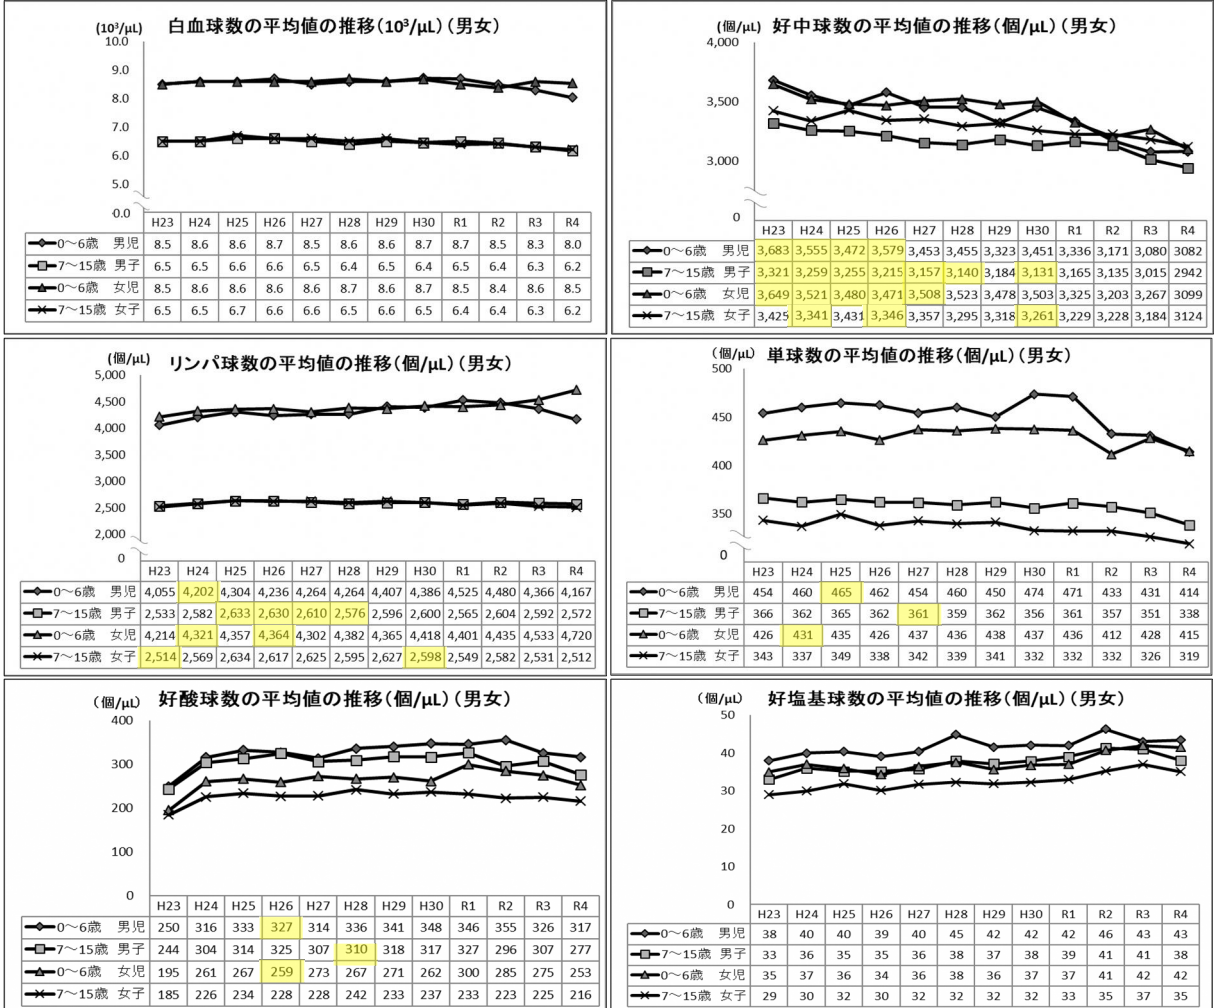 白血球数の平均値の推移(10³/μL)(男女)
(10³/μL)
10.0
9.0
8.0
7.0
6.0
5.0
0.0
H23 H24 H25 H26 H27 H28 H29 H30 R1 R2 R3 R4
0～6歳 男児 8.5 8.6 8.6 8.7 8.5 8.6 8.6 8.7 8.7 8.5 8.3 8.0
7～15歳 男子 6.5 6.5 6.6 6.6 6.5 6.4 6.5 6.4 6.5 6.4 6.3 6.2
0～6歳 女児 8.5 8.6 8.6 8.6 8.6 8.7 8.6 8.7 8.5 8.4 8.6 8.5
7～15歳 女子 6.5 6.5 6.7 6.6 6.6 6.5 6.6 6.5 6.4 6.4 6.3 6.2
好中球数の平均値の推移(個/μL)(男女)
(個/μL)
4,000
3,500
3,000
0
H23 H24 H25 H26 H27 H28 H29 H30 R1 R2 R3 R4
0～6歳 男児 3,683 3,555 3,472 3,579 3,453 3,455 3,323 3,451 3,336 3,171 3,080 3082
7～15歳 男子 3,321 3,259 3,255 3,215 3,157 3,140 3,184 3,131 3,165 3,135 3,015 2942
0～6歳 女児 3,649 3,521 3,480 3,471 3,508 3,523 3,478 3,503 3,325 3,203 3,267 3099
7～15歳 女子 3,425 3,341 3,431 3,346 3,357 3,295 3,318 3,261 3,229 3,228 3,184 3124
リンパ球数の平均値の推移(個/μL)(男女)
(個/μL)
5,000
4,500
4,000
3,500
3,000
2,500
2,000
0
H23 H24 H25 H26 H27 H28 H29 H30 R1 R2 R3 R4
0～6歳 男児 4,055 4,202 4,304 4,236 4,264 4,264 4,407 4,386 4,525 4,480 4,366 4,167
7～15歳 男子 2,533 2,582 2,633 2,630 2,610 2,576 2,596 2,600 2,565 2,604 2,592 2,572
0～6歳 女児 4,214 4,321 4,357 4,364 4,302 4,382 4,365 4,418 4,401 4,435 4,533 4,720
7～15歳 女子 2,514 2,569 2,634 2,617 2,625 2,595 2,627 2,598 2,549 2,582 2,531 2,512
単球数の平均値の推移(個/μL)(男女)
(個/μL)
500
450
400
350
0
H23 H24 H25 H26 H27 H28 H29 H30 R1 R2 R3 R4
0～6歳 男児 454 460 465 462 454 460 450 474 471 433 431 414
7～15歳 男子 366 362 365 362 361 359 362 356 361 357 351 338
0～6歳 女児 426 431 435 426 437 436 438 437 436 412 428 415
7～15歳 女子 343 337 349 338 342 339 341 332 332 332 326 319
好酸球数の平均値の推移(個/μL)(男女)
(個/μL)
400
300
200
100
0
H23 H24 H25 H26 H27 H28 H29 H30 R1 R2 R3 R4
0～6歳 男児 250 316 333 327 314 336 341 348 346 355 326 317
7～15歳 男子 244 304 314 325 307 310 318 317 327 296 307 277
0～6歳 女児 195 261 267 259 273 267 271 262 300 285 275 253
7～15歳 女子 185 226 234 228 228 242 233 237 233 223 225 216
好塩基球数の平均値の推移(個/μL)(男女)
(個/μL)
50
40
30
20
10
0
H23 H24 H25 H26 H27 H28 H29 H30 R1 R2 R3 R4
0～6歳 男児 38 40 40 39 40 45 42 42 42 46 43 43
7～15歳 男子 33 36 35 35 36 38 37 38 39 41 41 38
0～6歳 女児 35 37 36 34 36 38 36 37 37 41 42 42
7～15歳 女子 29 30 32 30 32 32 32 32 33 35 37 35